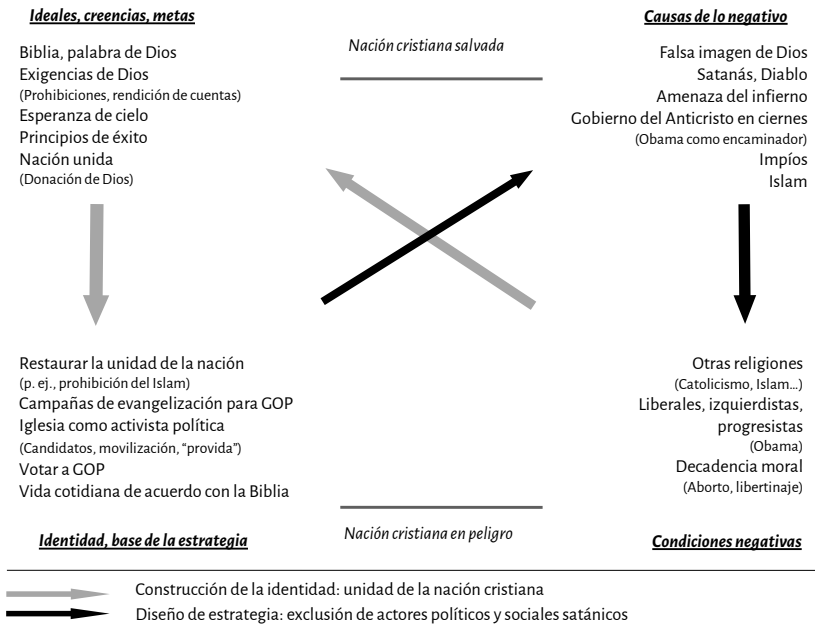 Ideales, creencias, metas
Biblia, palabra de Dios
Exigencias de Dios
(Prohibiciones, rendición de cuentas)
Esperanza de cielo
Principios de éxito
Nación unida
(Donación de Dios)
Nación cristiana salvada
Causas de lo negativo
Falsa imagen de Dios
Satanás, Diablo
Amenaza del infierno
Gobierno del Anticristo en ciernes
(Obama como encaminador)
Impíos
Islam
Restaurar la unidad de la nación
(p. ej., prohibición del Islam)
Campañas de evangelización para GOP
Iglesia como activista política
(Candidatos, movilización, “provida”)
Votar a GOP
Vida cotidiana de acuerdo con la Biblia
Identidad, base de la estrategia
Nación cristiana en peligro
Otras religiones
(Catolicismo, Islam...)
Liberales, izquierdistas,
progresistas
(Obama)
Decadencia moral
(Aborto, libertinaje)
Condiciones negativas
Construcción de la identidad: unidad de la nación cristiana
Diseño de estrategia: exclusión de actores políticos y sociales satánicos